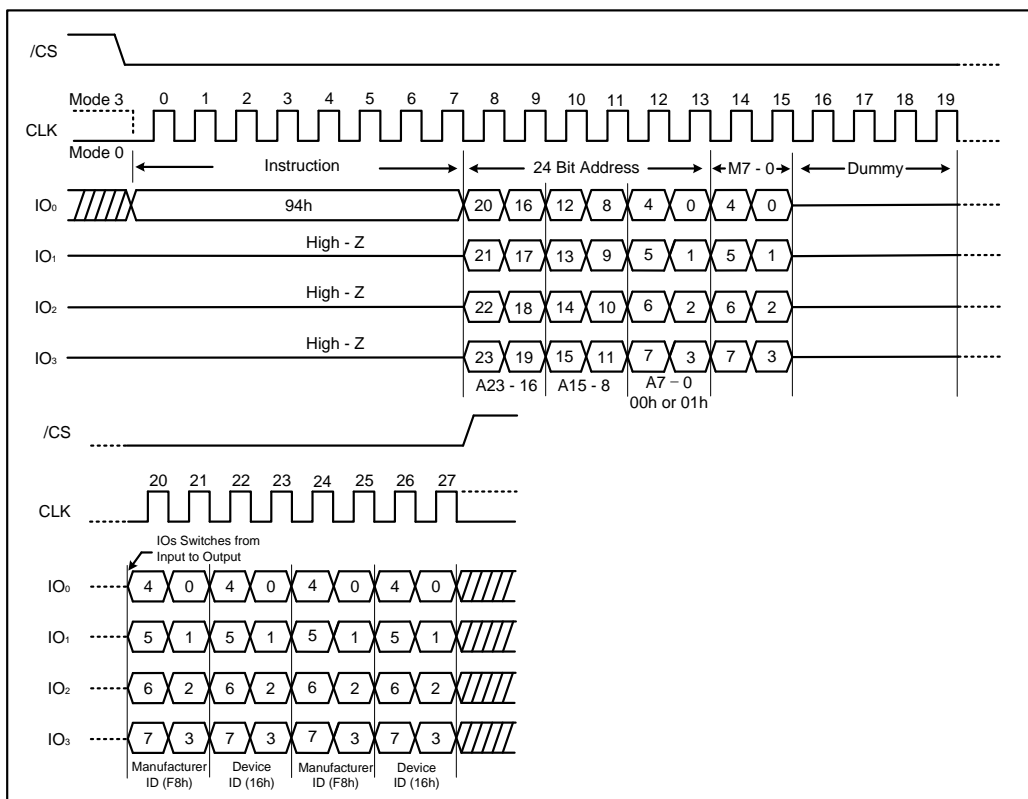 /CS
Mode 3 0 1 2 3 4 5 6 7 8 9 10 11 12 13 14 15 16 17 18 19
CLK
Mode 0
Instruction 24 Bit Address M7 - 0 Dummy
IO₀ 94h 20 16 12 8 4 0 4 0
High - Z
IO₁ 21 17 13 9 5 1 5 1
High - Z
IO₂ 22 18 14 10 6 2 6 2
High - Z
IO₃ 23 19 15 11 7 3 7 3
A23 - 16 A15 - 8 A7 – 0
00h or 01h
/CS
20 21 22 23 24 25 26 27
CLK
IOs Switches from
Input to Output
IO₀ 4 0 4 0 4 0 4 0
IO₁ 5 1 5 1 5 1 5 1
IO₂ 6 2 6 2 6 2 6 2
IO₃ 7 3 7 3 7 3 7 3
Manufacturer Device Manufacturer Device
ID (F8h) ID (16h) ID (F8h) ID (16h)